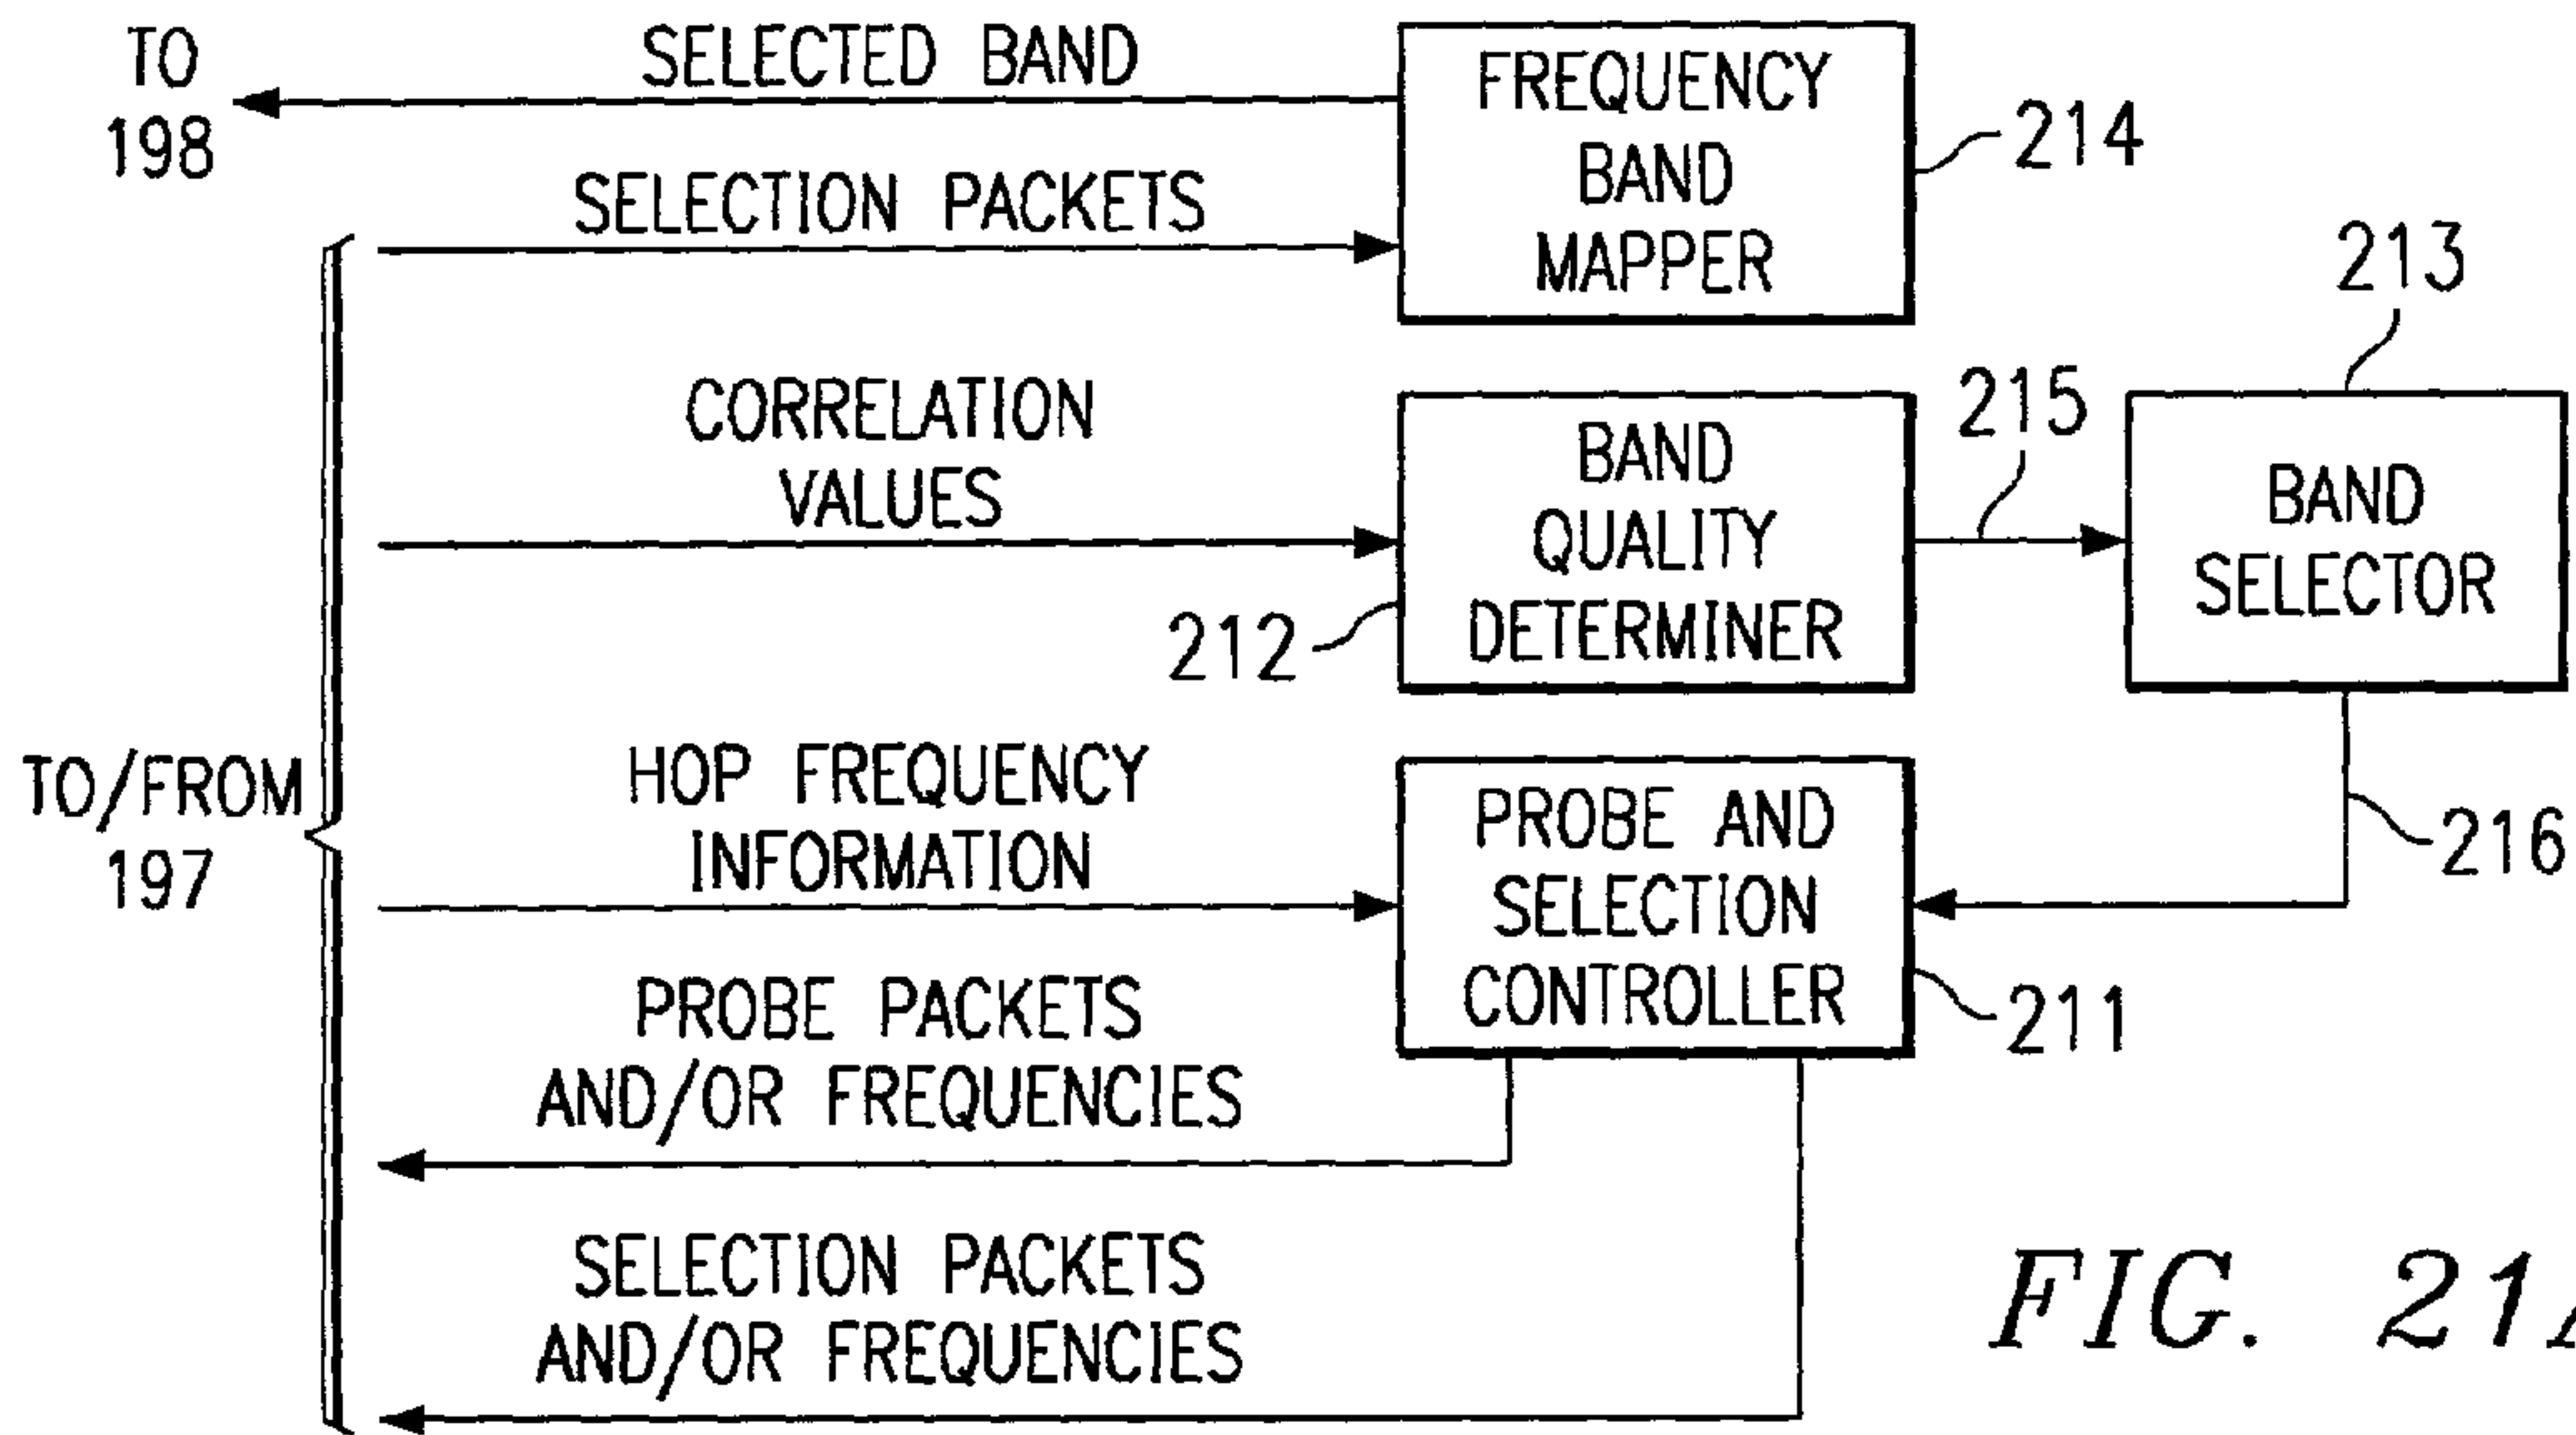 TO
198
SELECTED BAND
SELECTION PACKETS
FREQUENCY
BAND
MAPPER
214
213
CORRELATION
VALUES
BAND
QUALITY
DETERMINER
212
215
BAND
SELECTOR
TO/FROM
197
HOP FREQUENCY
INFORMATION
PROBE AND
SELECTION
CONTROLLER
216
211
PROBE PACKETS
AND/OR FREQUENCIES
SELECTION PACKETS
AND/OR FREQUENCIES
FIG.